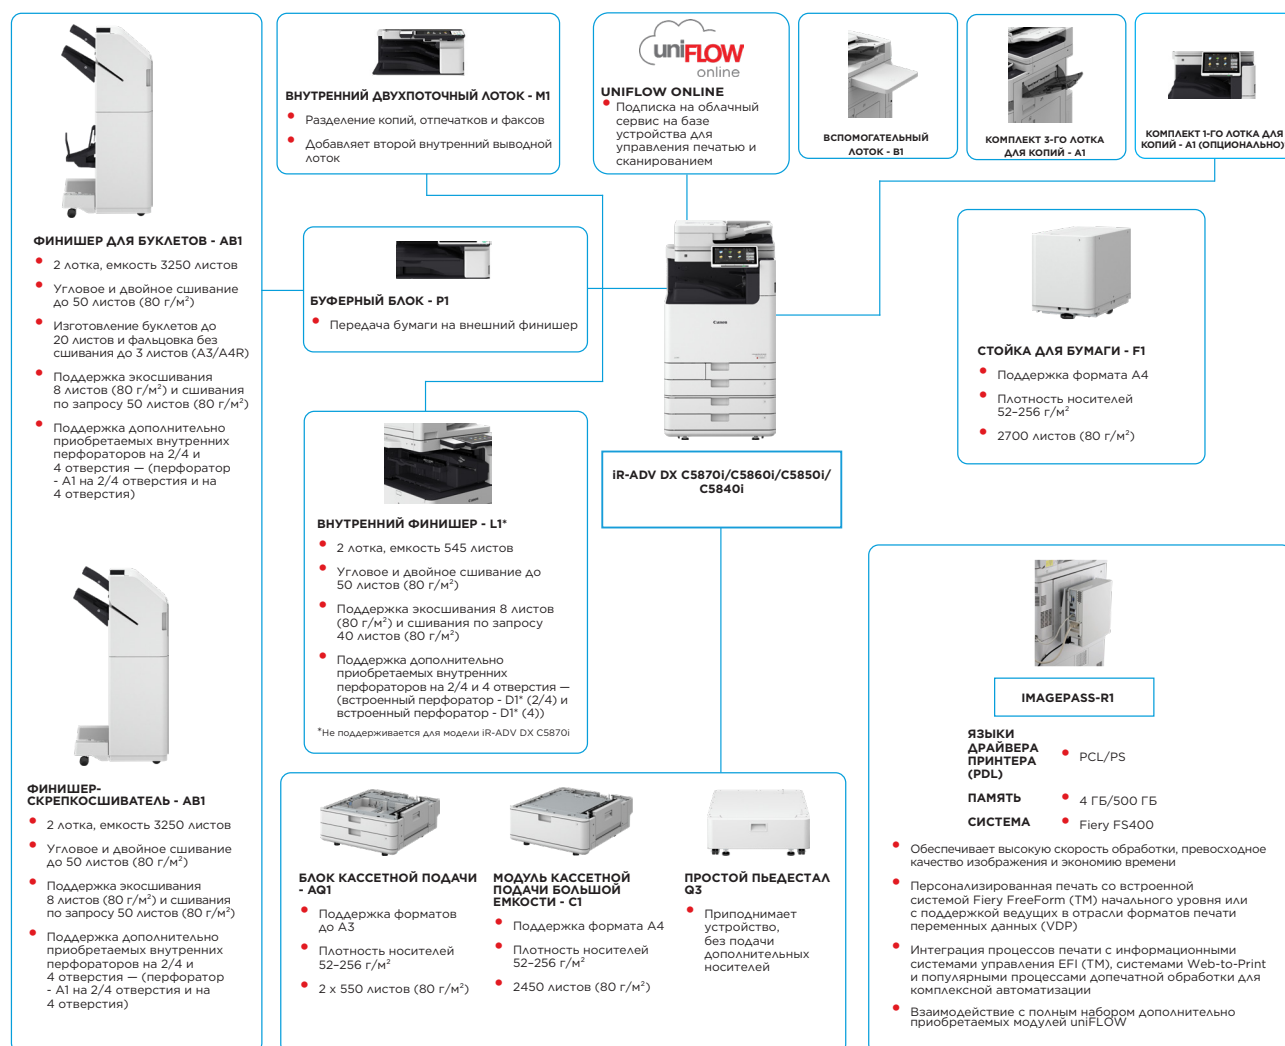 ФИНИШЕР ДЛЯ БУКЛЕТОВ - AB1
2 лотка, емкость 3250 листов
Угловое и двойное сшивание
до 50 листов (80 г/м²)
Изготовление буклетов до
20 листов и фальцовка без
сшивания до 3 листов (A3/A4R)
Поддержка экосшивания
8 листов (80 г/м²) и сшивания
по запросу 50 листов (80 г/м²)
Поддержка дополнительно
приобретаемых внутренних
перфораторов на 2/4 и
4 отверстия — (перфоратор
- A1 на 2/4 отверстия и на
4 отверстия)
ФИНИШЕР-
СКРЕПКОСШИВАТЕЛЬ - AB1
2 лотка, емкость 3250 листов
Угловое и двойное сшивание
до 50 листов (80 г/м²)
Поддержка экосшивания
8 листов (80 г/м²) и сшивания
по запросу 50 листов (80 г/м²)
Поддержка дополнительно
приобретаемых внутренних
перфораторов на 2/4 и
4 отверстия — (перфоратор
- A1 на 2/4 отверстия и на
4 отверстия)
ВНУТРЕННИЙ ДВУХПОТОЧНЫЙ ЛОТОК - M1
Разделение копий, отпечатков и факсов
Добавляет второй внутренний выводной
лоток
uniFLOW
online
UNIFLOW ONLINE
Подписка на облачный
сервис на базе
устройства для
управления печатью и
сканированием
ВСПОМОГАТЕЛЬНЫЙ
ЛОТОК - B1
КОМПЛЕКТ 3-ГО ЛОТКА
ДЛЯ КОПИЙ - A1
КОМПЛЕКТ 1-ГО ЛОТКА ДЛЯ
КОПИЙ - A1 (ОПЦИОНАЛЬНО)
БУФЕРНЫЙ БЛОК - P1
Передача бумаги на внешний финишер
Canon
СТОЙКА ДЛЯ БУМАГИ - F1
Поддержка формата A4
Плотность носителей
52–256 г/м²
2700 листов (80 г/м²)
iR-ADV DX C5870i/C5860i/C5850i/
C5840i
ВНУТРЕННИЙ ФИНИШЕР - L1*
2 лотка, емкость 545 листов
Угловое и двойное сшивание до
50 листов (80 г/м²)
Поддержка экосшивания 8 листов
(80 г/м²) и сшивания по запросу
40 листов (80 г/м²)
Поддержка дополнительно
приобретаемых внутренних
перфораторов на 2/4 и 4 отверстия —
(встроенный перфоратор - D1* (2/4) и
встроенный перфоратор - D1* (4))
*Не поддерживается для модели iR-ADV DX C5870i
БЛОК КАССЕТНОЙ ПОДАЧИ
- AQ1
Поддержка форматов
до A3
Плотность носителей
52–256 г/м²
2 x 550 листов (80 г/м²)
МОДУЛЬ КАССЕТНОЙ
ПОДАЧИ БОЛЬШОЙ
ЕМКОСТИ - C1
Поддержка формата A4
Плотность носителей
52–256 г/м²
2450 листов (80 г/м²)
ПРОСТОЙ ПЬЕДЕСТАЛ
Q3
Приподнимает
устройство,
без подачи
дополнительных
носителей
IMAGEPASS-R1
ЯЗЫКИ
ДРАЙВЕРА
ПРИНТЕРА
(PDL)
PCL/PS
ПАМЯТЬ
4 ГБ/500 ГБ
СИСТЕМА
Fiery FS400
Обеспечивает высокую скорость обработки, превосходное
качество изображения и экономию времени
Персонализированная печать со встроенной
системой Fiery FreeForm (TM) начального уровня или
с поддержкой ведущих в отрасли форматов печати
переменных данных (VDP)
Интеграция процессов печати с информационными
системами управления EFI (TM), системами Web-to-Print
и популярными процессами допечатной обработки для
комплексной автоматизации
Взаимодействие с полным набором дополнительно
приобретаемых модулей uniFLOW